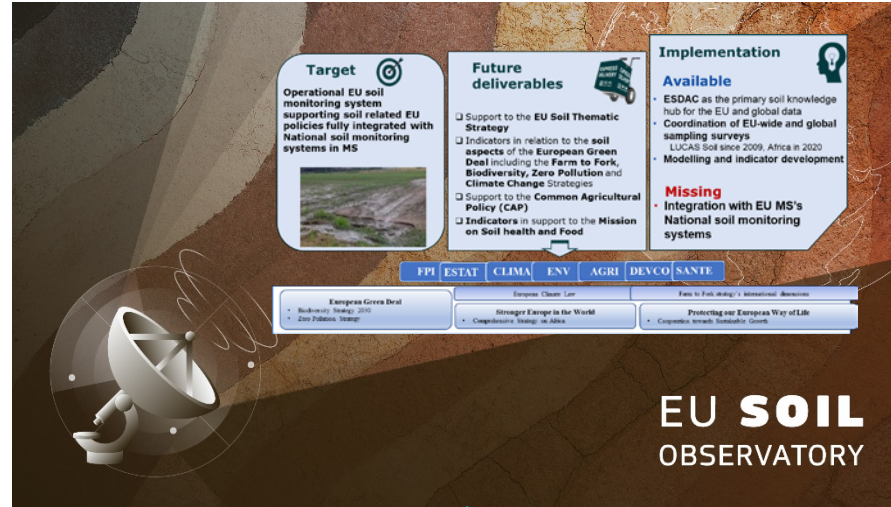 Target
Operational EU soil
monitoring system
supporting soil related EU
policies fully integrated with
National soil monitoring
systems in MS
Future
deliverables
❑ Support to the EU Soil Thematic
Strategy
❑ Indicators in relation to the soil
aspects of the European Green
Deal including the Farm to Fork,
Biodiversity, Zero Pollution and
Climate Change Strategies
❑ Support to the Common Agricultural
Policy (CAP)
❑ Indicators in support to the Mission
on Soil health and Food
Implementation
Available
• ESDAC as the primary soil knowledge
hub for the EU and global data
• Coordination of EU-wide and global
sampling surveys
LUCAS Soil since 2009, Africa in 2020
• Modelling and indicator development
Missing
• Integration with EU MS's
National soil monitoring
systems
FPI ESTAT CLIMA ENV AGRI DEVCO SANTE
European Green Deal
• Biodiversity Strategy 2030
• Zero Pollution Strategy
European Climate Law
Stronger Europe in the World
• Comprehensive Strategy on Africa
Farm to Fork strategy's international dimensions
Protecting our European Way of Life
• Cooperation towards Sustainable Growth
EU SOIL
OBSERVATORY